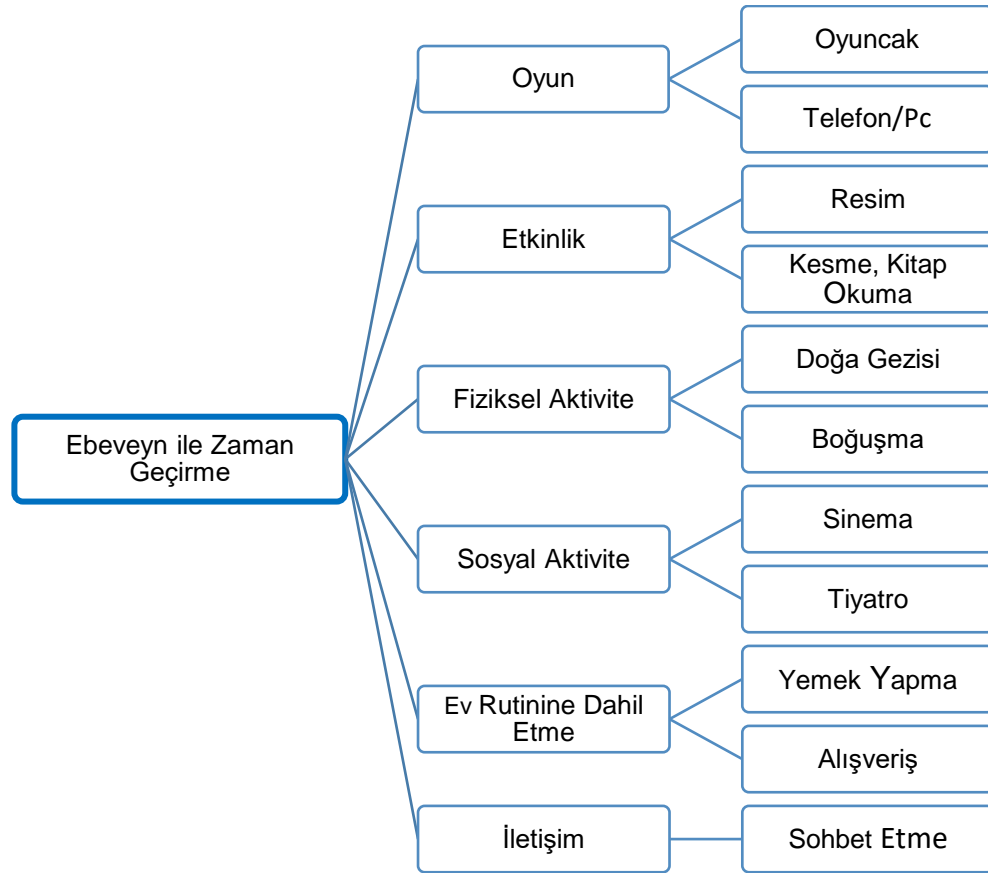 Oyuncak
Oyun
Telefon/Pc
Resim
Etkinlik
Kesme, Kitap
Okuma
Doğa Gezisi
Fiziksel Aktivite
Boğuşma
Ebeveyn ile Zaman
Geçirme
Sinema
Sosyal Aktivite
Tiyatro
Yemek Yapma
Ev Rutinine Dahil
Etme
Alışveriş
İletişim
Sohbet Etme